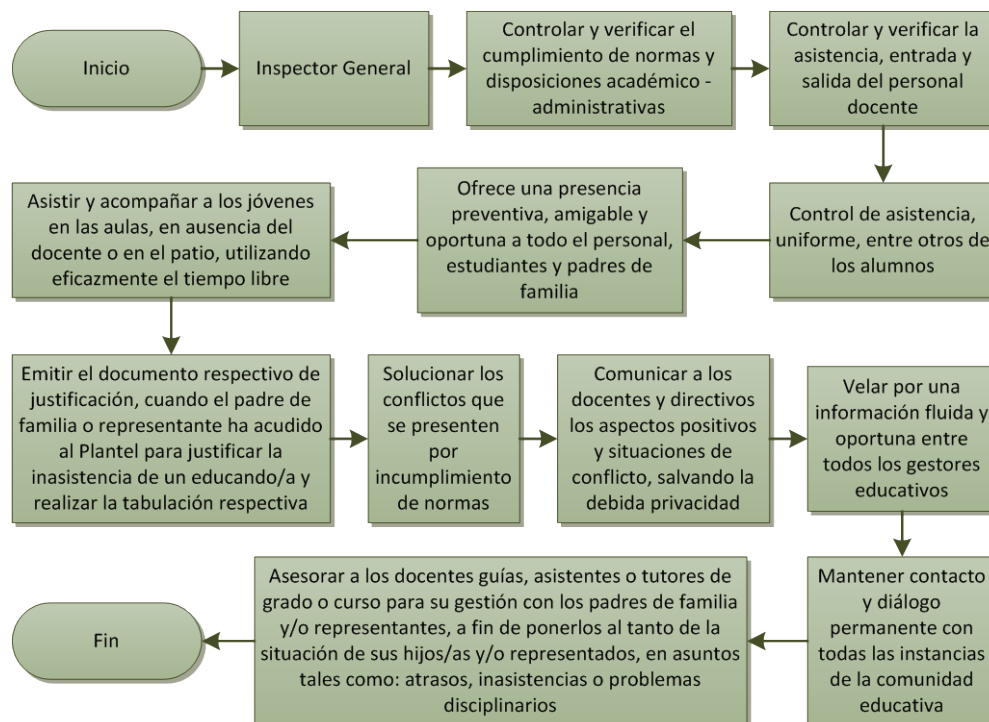 Inicio
Inspector General
Controlar y verificar el
cumplimiento de normas y
disposiciones académico -
administrativas
Controlar y verificar la
asistencia, entrada y
salida del personal
docente
Control de asistencia,
uniforme, entre otros de
los alumnos
Ofrece una presencia
preventiva, amigable y
oportuna a todo el personal,
estudiantes y padres de
familia
Asistir y acompañar a los jóvenes
en las aulas, en ausencia del
docente o en el patio, utilizando
eficazmente el tiempo libre
Emitir el documento respectivo de
justificación, cuando el padre de
familia o representante ha acudido
al Plantel para justificar la
inasistencia de un educando/a y
realizar la tabulación respectiva
Solucionar los
conflictos que
se presenten
por
incumplimiento
de normas
Comunicar a los
docentes y directivos
los aspectos positivos
y situaciones de
conflicto, salvando la
debida privacidad
Velar por una
información fluida y
oportuna entre
todos los gestores
educativos
Mantener contacto
y diálogo
permanente con
todas las instancias
de la comunidad
educativa
Asesorar a los docentes guías, asistentes o tutores de
grado o curso para su gestión con los padres de familia
y/o representantes, a fin de ponerlos al tanto de la
situación de sus hijos/as y/o representados, en asuntos
tales como: atrasos, inasistencias o problemas
disciplinarios
Fin